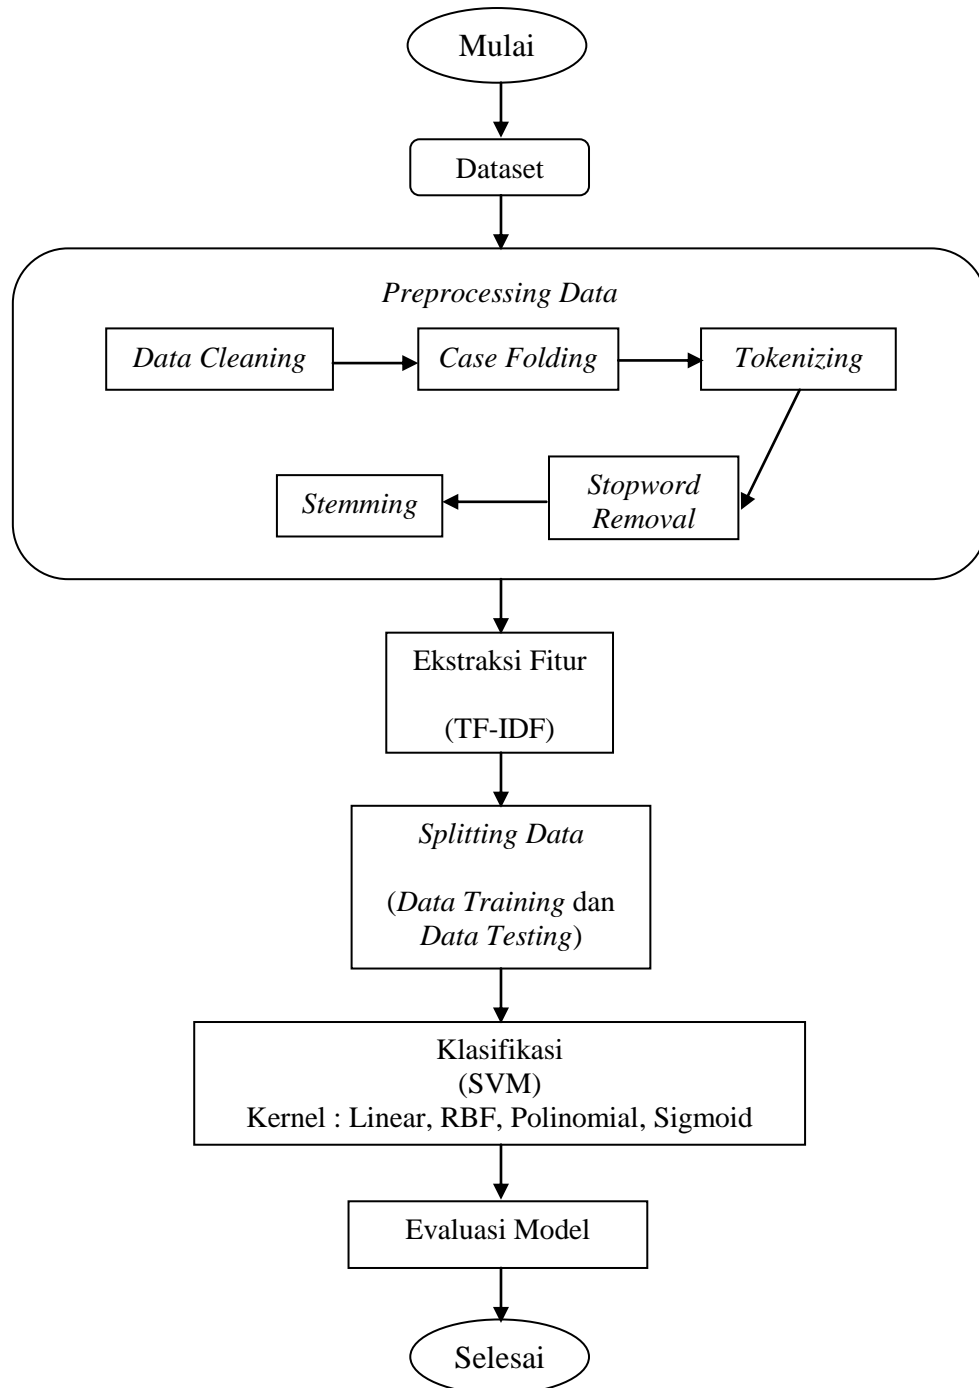 Mulai
Dataset
Preprocessing Data
Data Cleaning
Case Folding
Tokenizing
Stopword
Removal
Stemming
Ekstraksi Fitur
(TF-IDF)
Splitting Data
(Data Training dan
Data Testing)
Klasifikasi
(SVM)
Kernel : Linear, RBF, Polinomial, Sigmoid
Evaluasi Model
Selesai